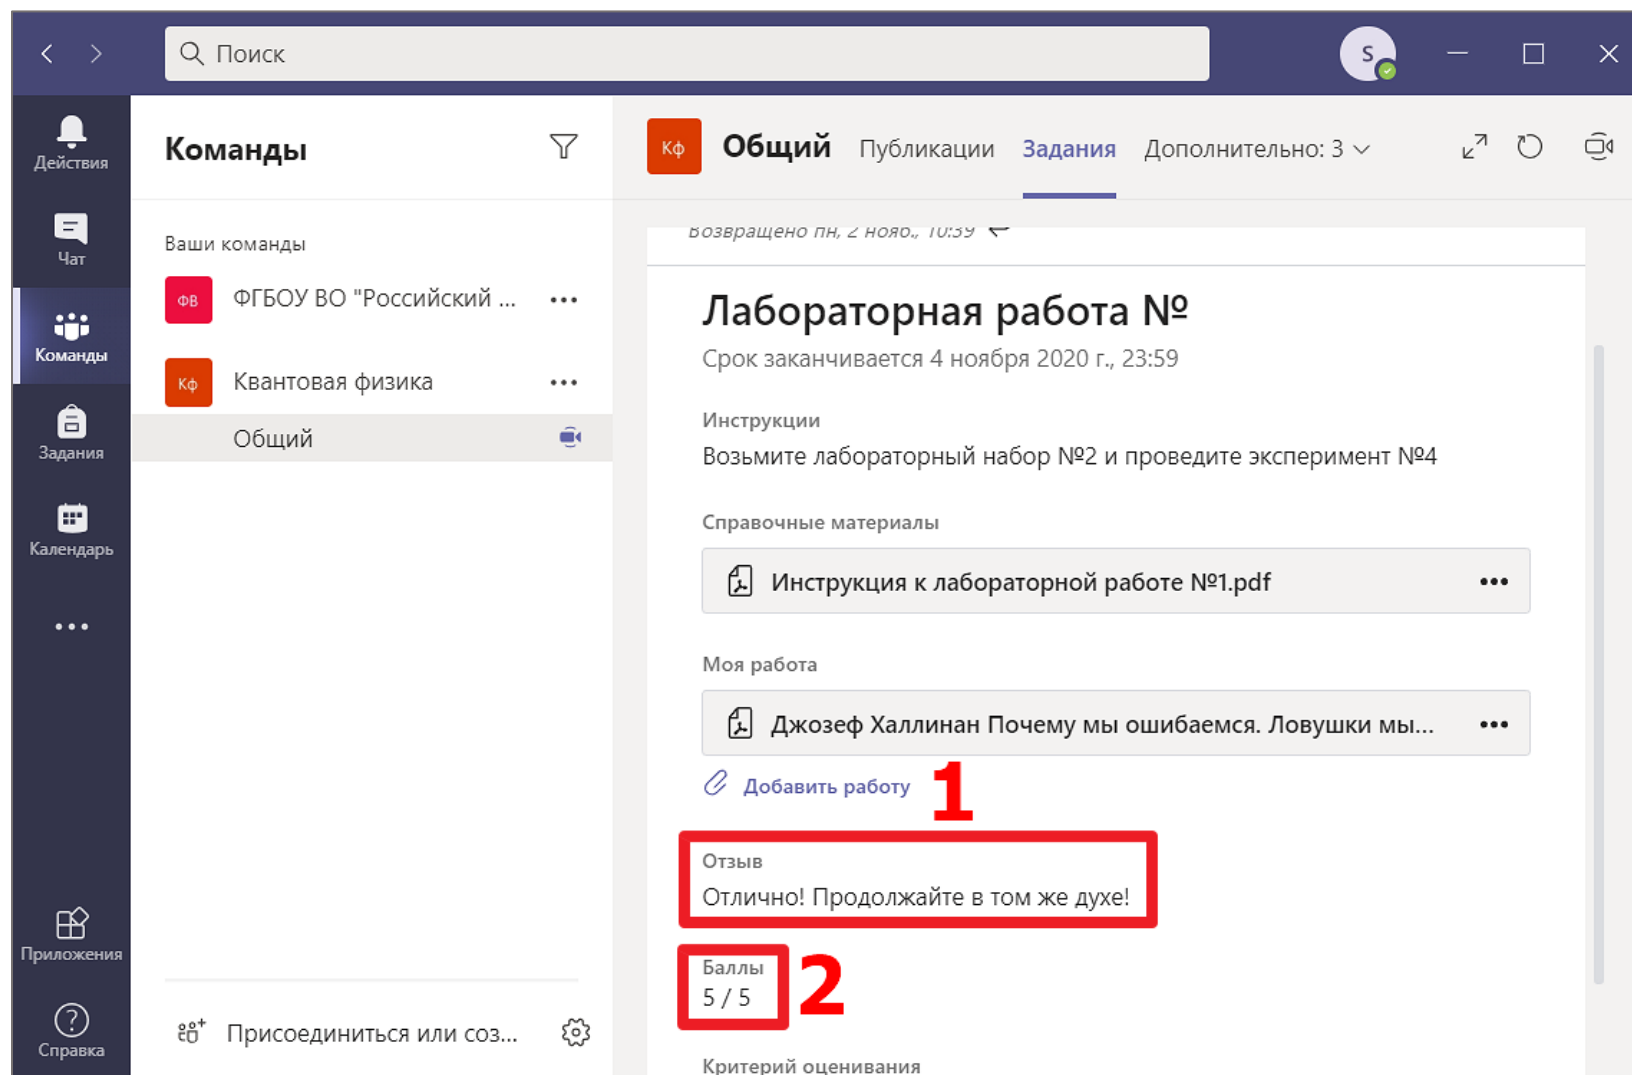 Поиск
S
Действия
Чат
Команды
Задания
Календарь
Приложения
Справка
Команды
Ваши команды
ФВ
ФГБОУ ВО "Российский ...
Кф
Квантовая физика
Общий
Присоединиться или соз...
Кф
Общий
Публикации
Задания
Дополнительно: 3
Возвращено пн, 2 нояб., 10:39
Лабораторная работа №
Срок заканчивается 4 ноября 2020 г., 23:59
Инструкции
Возьмите лабораторный набор №2 и проведите эксперимент №4
Справочные материалы
Инструкция к лабораторной работе №1.pdf
Моя работа
Джозеф Халлинан Почему мы ошибаемся. Ловушки мы...
Добавить работу
1
Отзыв
Отлично! Продолжайте в том же духе!
Баллы
5 / 5
2
Критерий оценивания